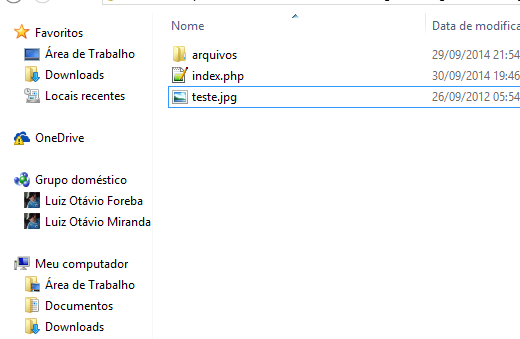 Nome
Data de modifica
Favoritos
Área de Trabalho
Downloads
Locais recentes
OneDrive
Grupo doméstico
Luiz Otávio Foreba
Luiz Otávio Miranda
Meu computador
Área de Trabalho
Documentos
Downloads
arquivos
29/09/2014 21:54
index.php
30/09/2014 19:46
teste.jpg
26/09/2012 05:54